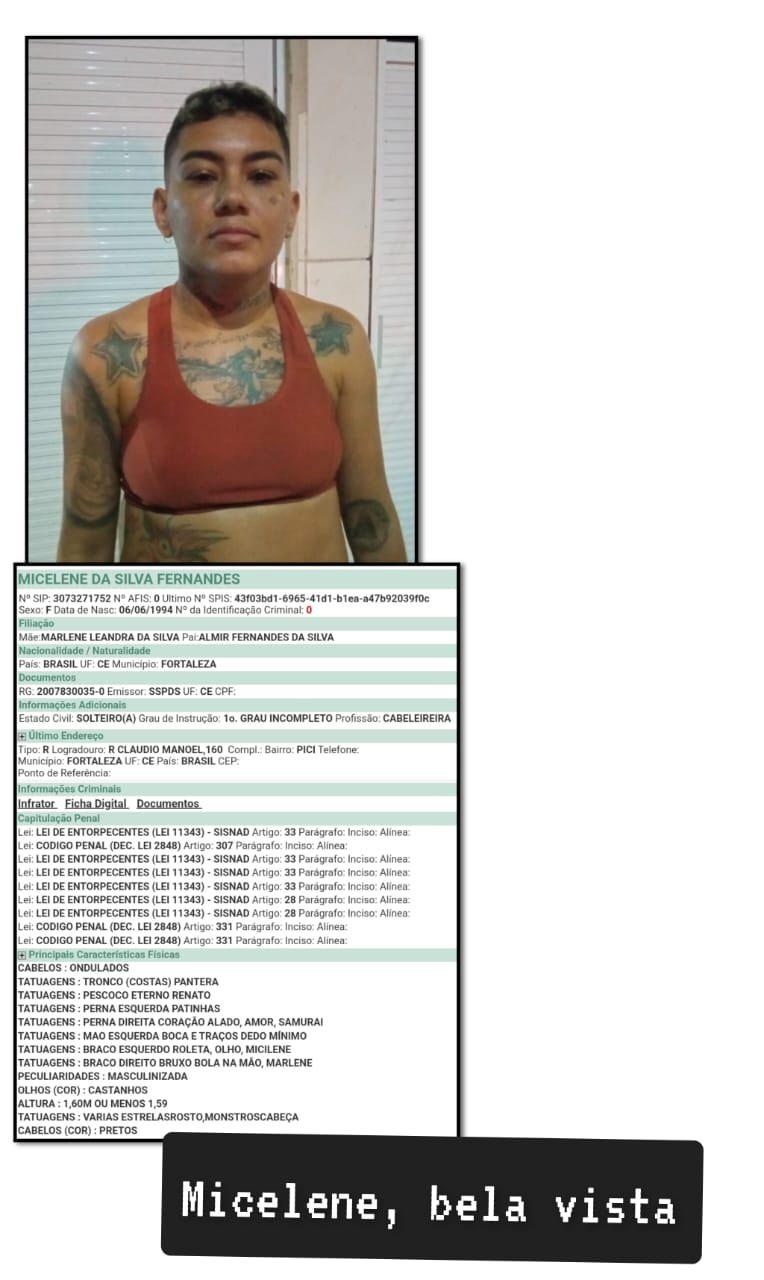 MICELENE DA SILVA FERNANDES
Nº SIP: 3073271752 Nº AFIS: 0 Ultimo Nº SPIS: 43f03bd1-6965-41d1-b1ea-a47b92039f0c
Sexo: F Data de Nasc: 06/06/1994 Nº da Identificação Criminal: 0
Filiação
Mãe:MARLENE LEANDRA DA SILVA Pai:ALMIR FERNANDES DA SILVA
Nacionalidade / Naturalidade
País: BRASIL UF: CE Município: FORTALEZA
Documentos
RG: 2007830035-0 Emissor: SSPDS UF: CE CPF:
Informações Adicionais
Estado Civil: SOLTEIRO(A) Grau de Instrução: 1o. GRAU INCOMPLETO Profissão: CABELEIREIRA
Último Endereço
Tipo: R Logradouro: R CLAUDIO MANOEL,160 Compl.: Bairro: PICI Telefone:
Município: FORTALEZA UF: CE País: BRASIL CEP:
Ponto de Referência:
Informações Criminais
Infrator Ficha Digital Documentos
Capitulação Penal
Lei: LEI DE ENTORPECENTES (LEI 11343) - SISNAD Artigo: 33 Parágrafo: Inciso: Alínea:
Lei: CODIGO PENAL (DEC. LEI 2848) Artigo: 307 Parágrafo: Inciso: Alínea:
Lei: LEI DE ENTORPECENTES (LEI 11343) - SISNAD Artigo: 33 Parágrafo: Inciso: Alínea:
Lei: LEI DE ENTORPECENTES (LEI 11343) - SISNAD Artigo: 33 Parágrafo: Inciso: Alínea:
Lei: LEI DE ENTORPECENTES (LEI 11343) - SISNAD Artigo: 33 Parágrafo: Inciso: Alínea:
Lei: LEI DE ENTORPECENTES (LEI 11343) - SISNAD Artigo: 28 Parágrafo: Inciso: Alínea:
Lei: LEI DE ENTORPECENTES (LEI 11343) - SISNAD Artigo: 28 Parágrafo: Inciso: Alínea:
Lei: CODIGO PENAL (DEC. LEI 2848) Artigo: 331 Parágrafo: Inciso: Alínea:
Lei: CODIGO PENAL (DEC. LEI 2848) Artigo: 331 Parágrafo: Inciso: Alínea:
Principais Características Físicas
CABELOS : ONDULADOS
TATUAGENS : TRONCO (COSTAS) PANTERA
TATUAGENS : PESCOCO ETERNO RENATO
TATUAGENS : PERNA ESQUERDA PATINHAS
TATUAGENS : PERNA DIREITA CORAÇÃO ALADO, AMOR, SAMURAI
TATUAGENS : MAO ESQUERDA BOCA E TRAÇOS DEDO MÍNIMO
TATUAGENS : BRACO ESQUERDO ROLETA, OLHO, MICILENE
TATUAGENS : BRACO DIREITO BRUXO BOLA NA MÃO, MARLENE
PECULIARIDADES : MASCULINIZADA
OLHOS (COR) : CASTANHOS
ALTURA : 1,60M OU MENOS 1,59
TATUAGENS : VARIAS ESTRELASROSTO,MONSTROSCABEÇA
CABELOS (COR) : PRETOS
Micelene, bela vista